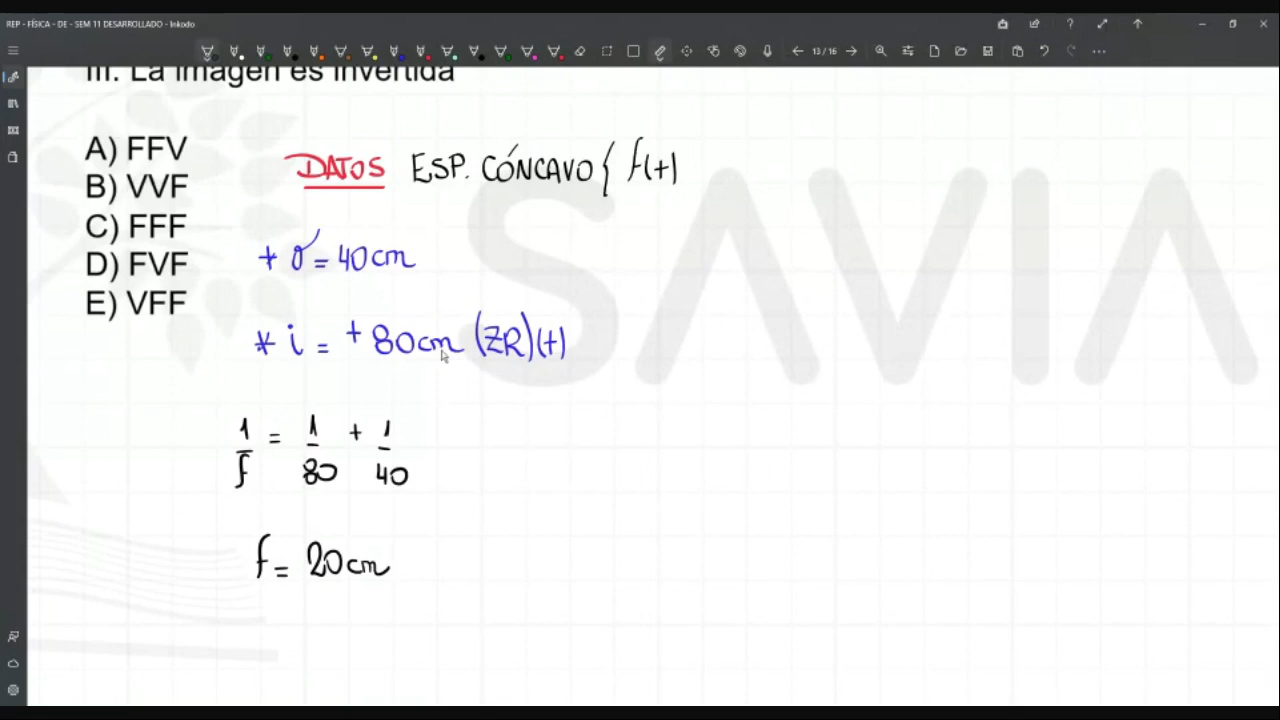 REP - FÍSICA - DE - SEM 11 DESARROLLADO - Inkodo
13/16
III. La imagen es invertida
A) FFV
B) VVF
C) FFF
D) FVF
E) VFF
DATOS ESP. CÓNCAVO { f(+)
+ σ = 40cm
* i = +80cm (ZR)(+)
1/f = 1/80 + 1/40
f = 20cm
SAVIA